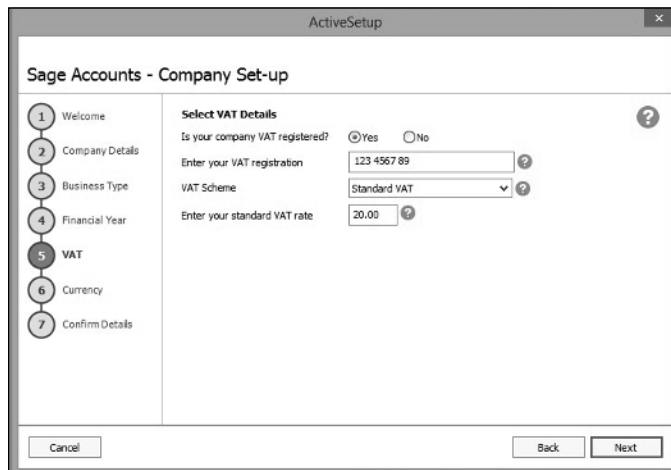 ActiveSetup
×
Sage Accounts - Company Set-up
1 Welcome
2 Company Details
3 Business Type
4 Financial Year
5 VAT
6 Currency
7 Confirm Details
Select VAT Details
?
Is your company VAT registered? Yes No
Enter your VAT registration 123 4567 89 ?
VAT Scheme Standard VAT ?
Enter your standard VAT rate 20.00 ?
Cancel Back Next